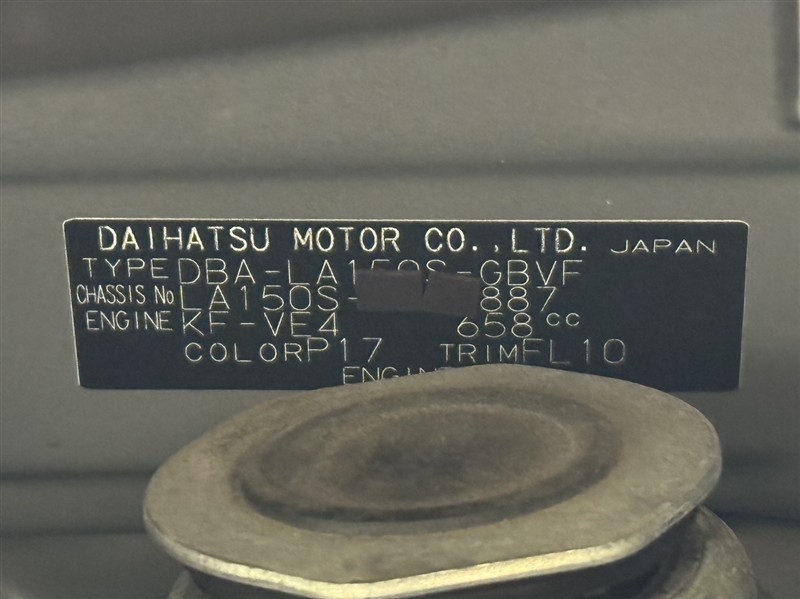 DAIHATSU MOTOR CO.,LTD. JAPAN
TYPE DBA-LA150S-GBVF
CHASSIS No LA150S- 887
ENGINE KF-VE4 658cc
COLOR P17 TRIM FL10